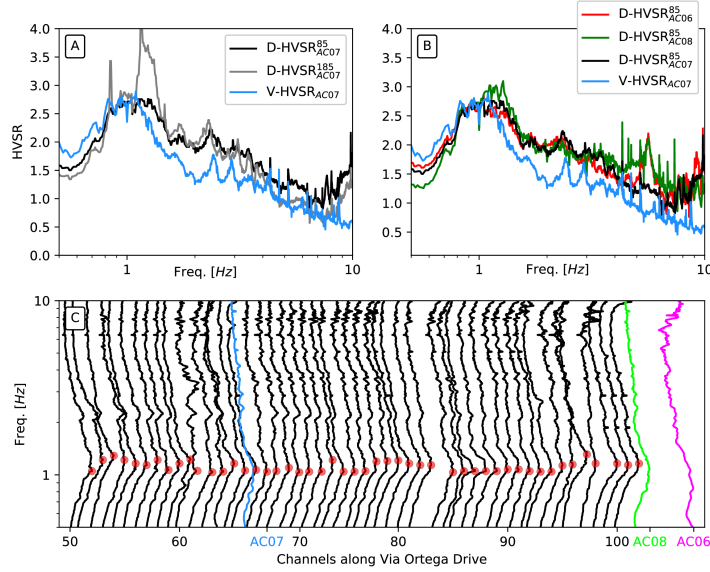 A
D-HVSR^85_AC07
D-HVSR^185_AC07
V-HVSR_AC07
HVSR
4.0
3.5
3.0
2.5
2.0
1.5
1.0
0.5
0.0
1
10
Freq. [Hz]
B
D-HVSR^85_AC06
D-HVSR^85_AC08
D-HVSR^85_AC07
V-HVSR_AC07
4.0
3.5
3.0
2.5
2.0
1.5
1.0
0.5
1
10
Freq. [Hz]
C
Freq. [Hz]
10
1
50 60 AC07 70 80 90 100 AC08 AC06
Channels along Via Ortega Drive